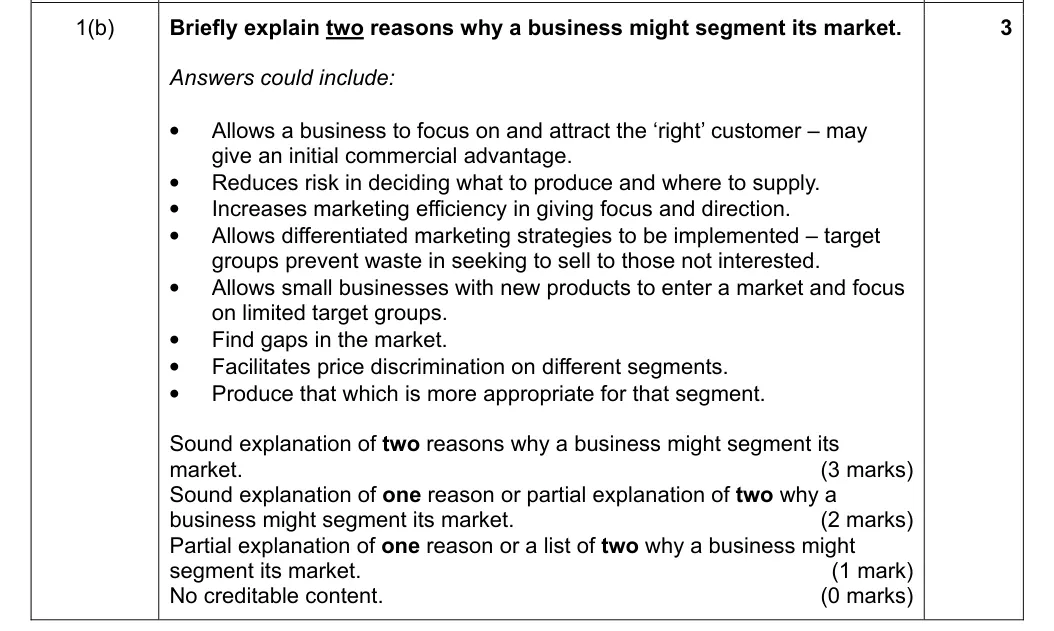 1(b) Briefly explain two reasons why a business might segment its market. 3
Answers could include:
• Allows a business to focus on and attract the ‘right’ customer – may
give an initial commercial advantage.
• Reduces risk in deciding what to produce and where to supply.
• Increases marketing efficiency in giving focus and direction.
• Allows differentiated marketing strategies to be implemented – target
groups prevent waste in seeking to sell to those not interested.
• Allows small businesses with new products to enter a market and focus
on limited target groups.
• Find gaps in the market.
• Facilitates price discrimination on different segments.
• Produce that which is more appropriate for that segment.
Sound explanation of two reasons why a business might segment its
market. (3 marks)
Sound explanation of one reason or partial explanation of two why a
business might segment its market. (2 marks)
Partial explanation of one reason or a list of two why a business might
segment its market. (1 mark)
No creditable content. (0 marks)